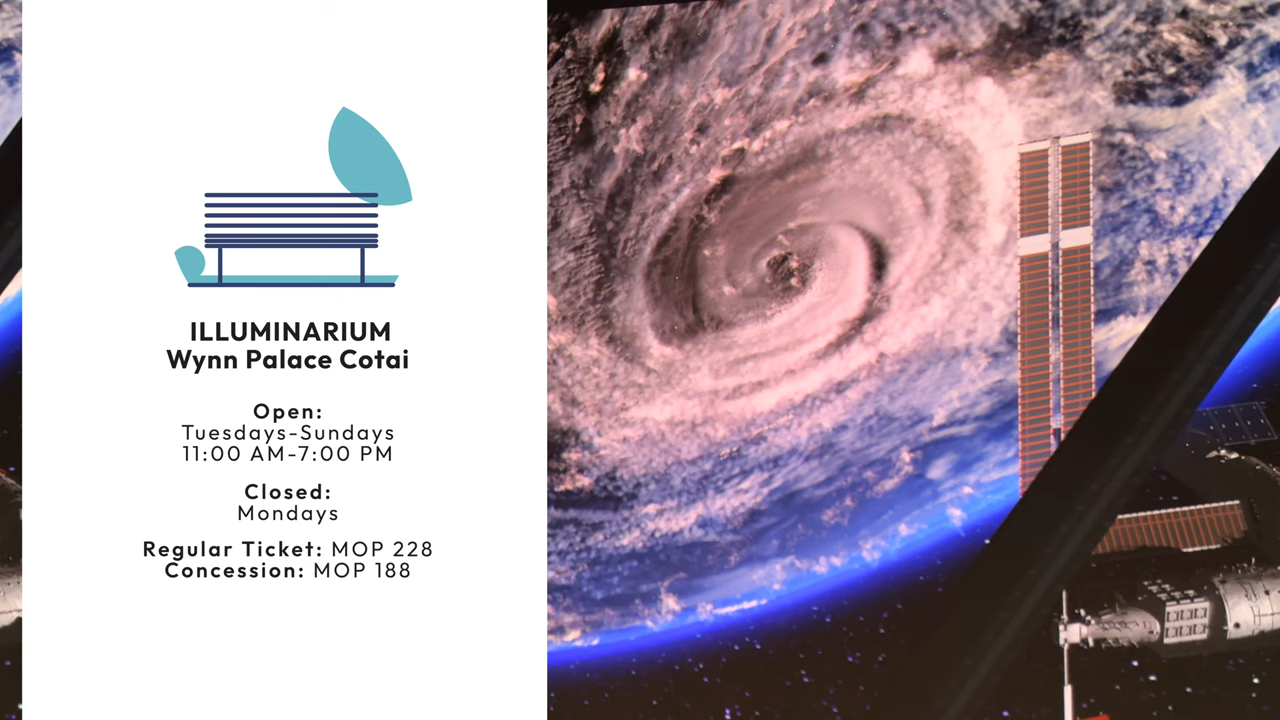 ILLUMINARIUM
Wynn Palace Cotai
Open:
Tuesdays-Sundays
11:00 AM-7:00 PM
Closed:
Mondays
Regular Ticket: MOP 228
Concession: MOP 188